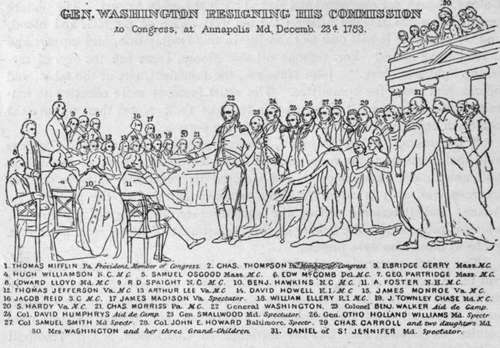 GEN. WASHINGTON RESIGNING HIS COMMISSION
to Congress, at Annapolis Md, Decemb. 23d. 1783.
1. THOMAS MIFFLIN Pa. President, Member of Congress. 2. CHAS. THOMPSON Pa. Member of Congress 3. ELBRIDGE GERRY Mass. M.C.
4. HUGH WILLIAMSON N.C. M.C. 5. SAMUEL OSGOOD Mass. M.C. 6. EDW McCOMB Del. M.C. 7. GEO. PARTRIDGE Mass. M.C.
8. EDWARD LLOYD Md. M.C. 9. R D SPAIGHT N.C. M.C. 10. BENJ. HAWKINS N.C. M.C. 11. A. FOSTER N.H. M.C.
12. THOMAS JEFFERSON Va. M.C. 13 ARTHUR LEE Va. M.C. 14. DAVID HOWELL R.I. M.C. 15. JAMES MONROE Va. M.C.
16 JACOB REID S.C. M.C. 17 JAMES MADISON Va. Spectator. 18. WILLIAM ELLERY R.I. M.C. 19. J. TOWNLEY CHASE Md. M.C.
20 S. HARDY Va. M.C. 21 CHAS MORRISS Pa. M.C. 22 General WASHINGTON. 23 Colonel BENJ. WALKER Aid de Camp.
24 Col. DAVID HUMPHRYS Aid de Camp 25 Gen. SMALLWOOD Md. Spectator. 26 Gen. OTHO HOLLAND WILLIAMS Md. Spectr
27 Col SAMUEL SMITH Md Spectr. 28 Col. JOHN E. HOWARD Baltimore, Spectr. 29 CHAS. CARROLL and two daughters Md.
30 Mrs WASHINGTON and her three Grand-children. 31. DANIEL of ST JENNIFER Md. Spectator.